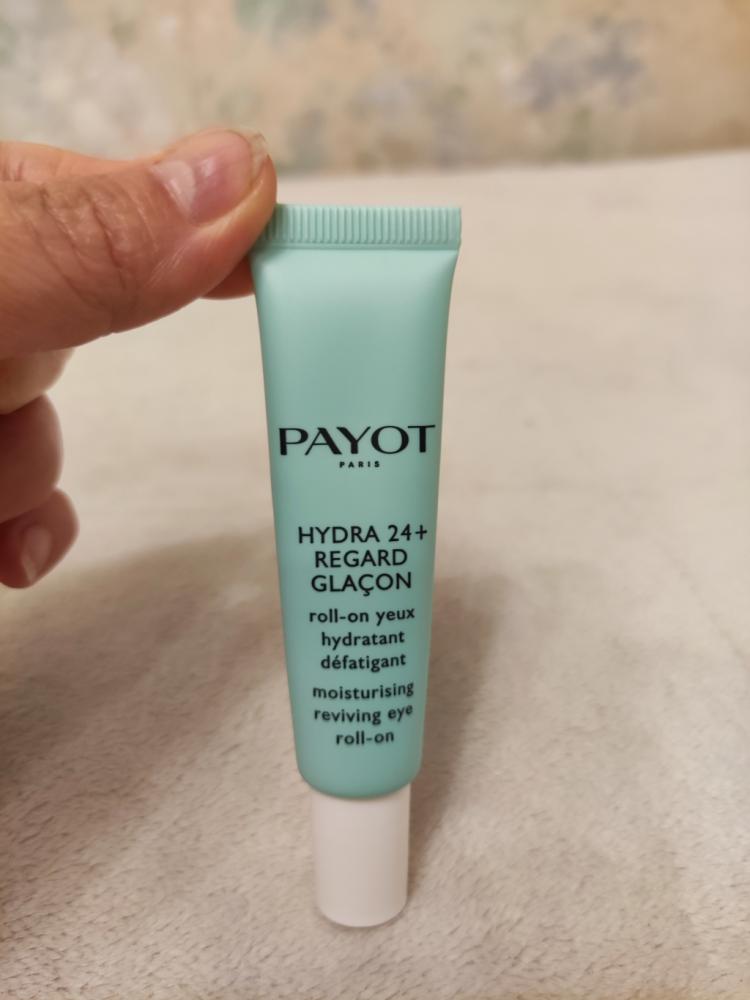 PAYOT
PARIS
HYDRA 24+
REGARD
GLAÇON
roll-on yeux
hydratant
défatigant
moisturising
reviving eye
roll-on